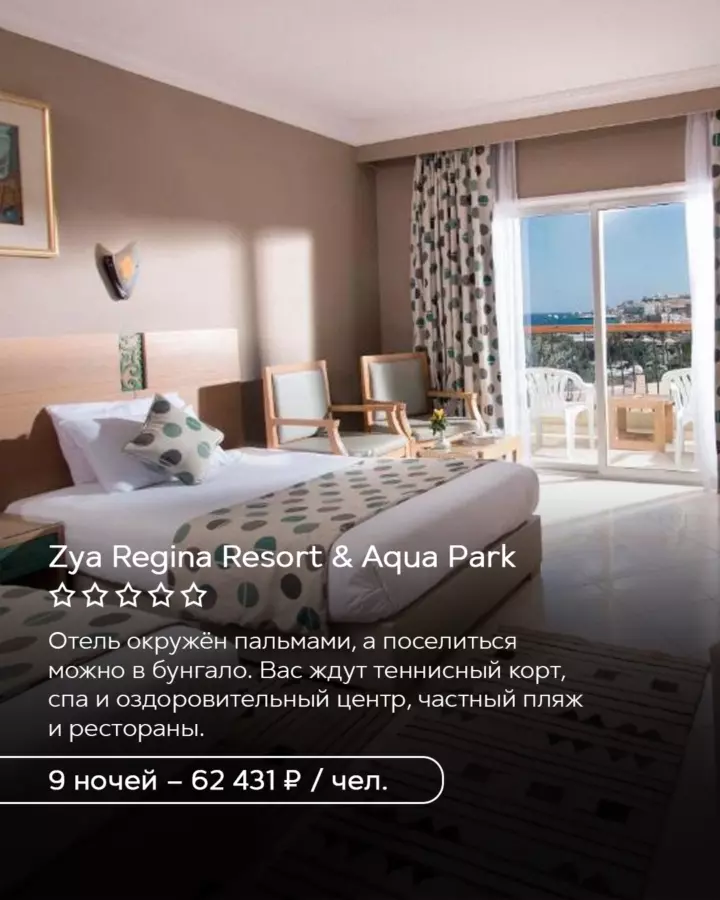 Zya Regina Resort & Aqua Park
Отель окружён пальмами, а поселиться
можно в бунгало. Вас ждут теннисный корт,
спа и оздоровительный центр, частный пляж
и рестораны.
9 ночей – 62 431 ₽ / чел.